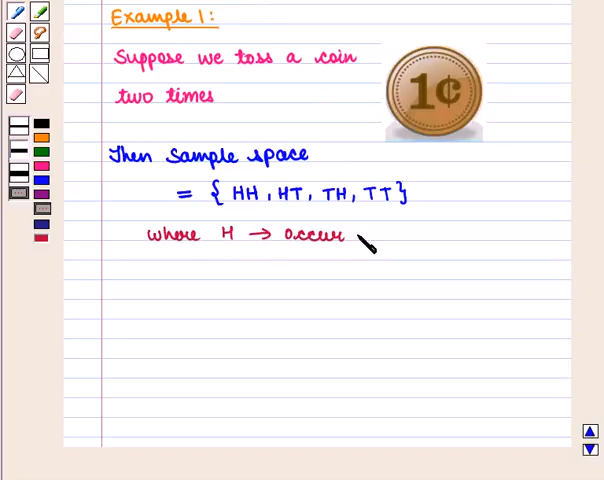 Example 1:
Suppose we toss a coin
two times
1¢
Then Sample space
= { HH, HT, TH, TT}
where H → occur